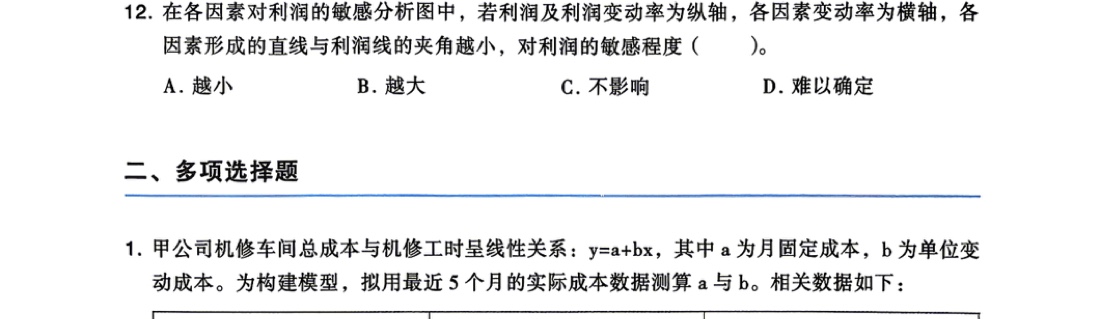 12. 在各因素对利润的敏感分析图中，若利润及利润变动率为纵轴，各因素变动率为横轴，各
因素形成的直线与利润线的夹角越小，对利润的敏感程度（　　）。
A. 越小　B. 越大　C. 不影响　D. 难以确定
二、多项选择题
1. 甲公司机修车间总成本与机修工时呈线性关系：y=a+bx，其中 a 为月固定成本，b 为单位变
动成本。为构建模型，拟用最近 5 个月的实际成本数据测算 a 与 b。相关数据如下：